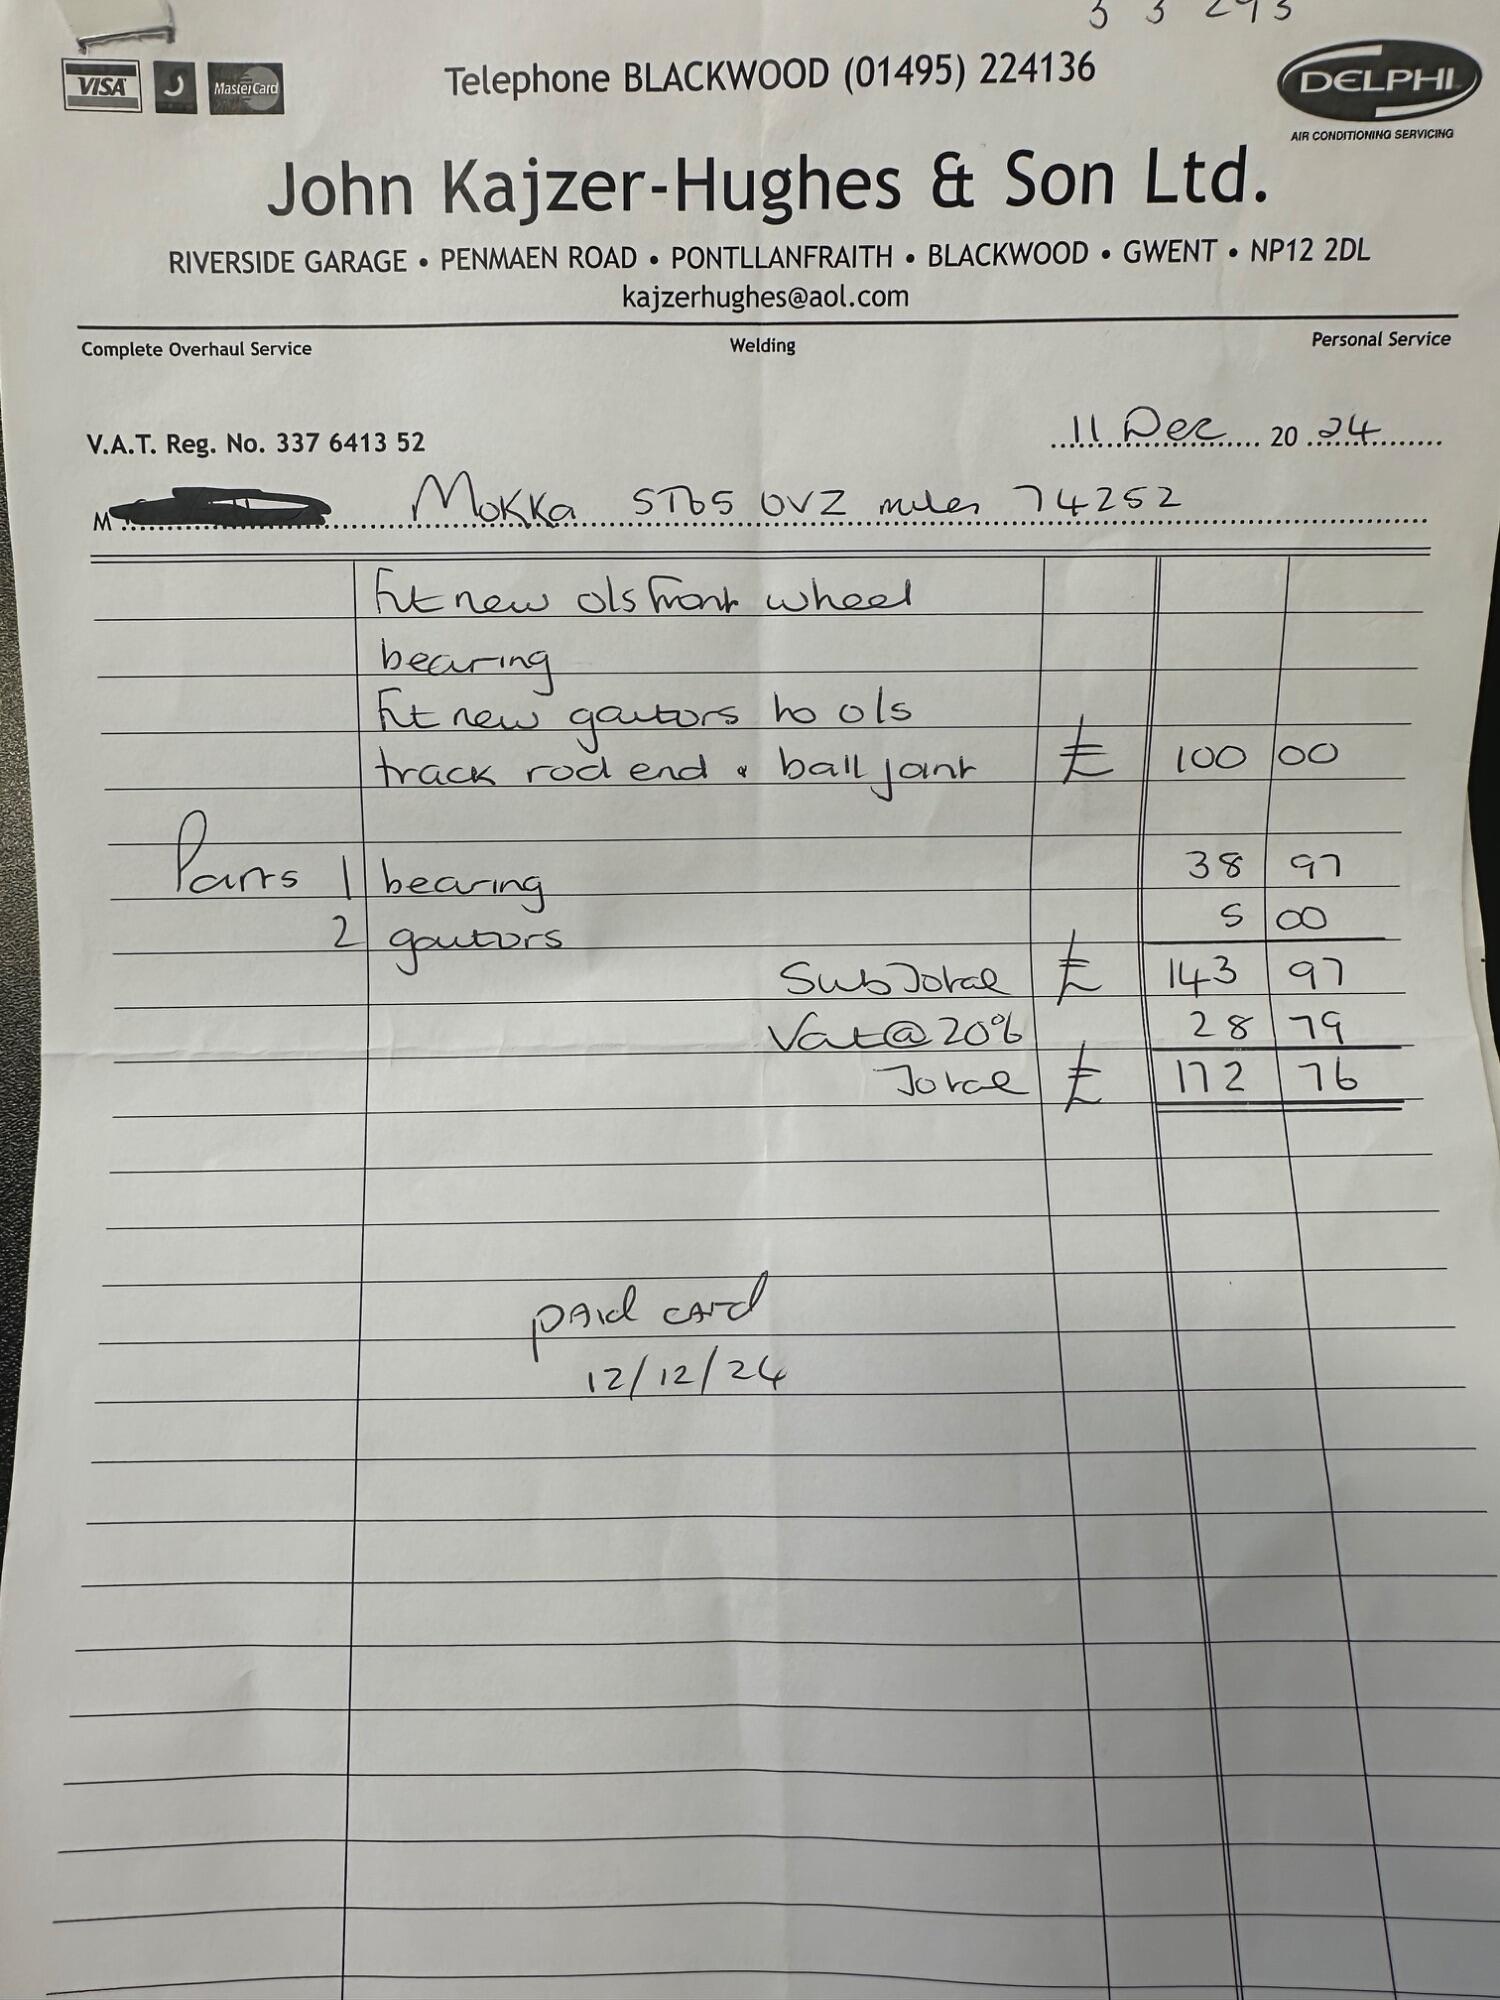 VISA MasterCard
Telephone BLACKWOOD (01495) 224136
DELPHI
AIR CONDITIONING SERVICING
John Kajzer-Hughes & Son Ltd.
RIVERSIDE GARAGE • PENMAEN ROAD • PONTLLANFRAITH • BLACKWOOD • GWENT • NP12 2DL
kajzerhughes@aol.com
Complete Overhaul Service Welding Personal Service
V.A.T. Reg. No. 337 6413 52 11 Dec 20 24
M Mokka ST65 OVZ miles 74252
Fit new o/s front wheel
bearing
Fit new gaitors to o/s
track rod end & ball joint £ 100 00
Parts 1 bearing 38 97
2 gaitors 5 00
Sub Total £ 143 97
Vat @ 20% 28 79
Total £ 172 76
paid card
12/12/24